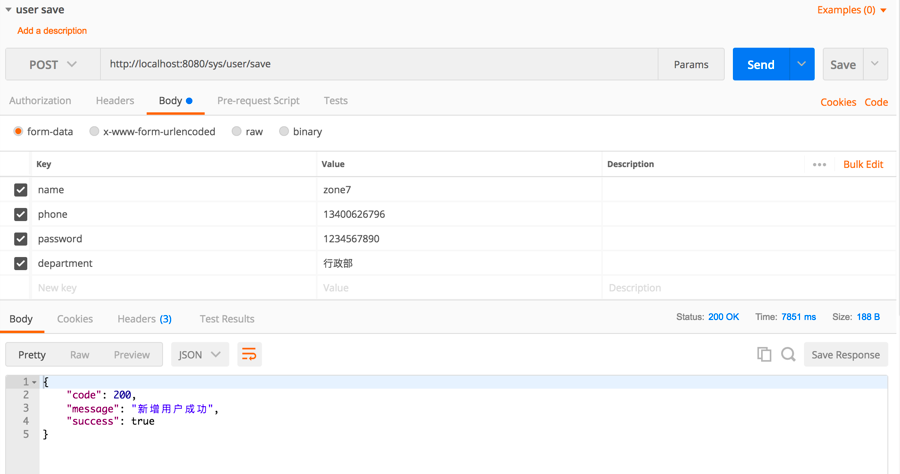 user save
Examples (0)
Add a description
POST
http://localhost:8080/sys/user/save
Params
Send
Save
Authorization
Headers
Body
Pre-request Script
Tests
Cookies
Code
form-data
x-www-form-urlencoded
raw
binary
Key
Value
Description
Bulk Edit
name
zone7
phone
13400626796
password
1234567890
department
行政部
New key
Value
Description
Body
Cookies
Headers (3)
Test Results
Status: 200 OK
Time: 7851 ms
Size: 188 B
Pretty
Raw
Preview
JSON
Save Response
1 {
2 "code": 200,
3 "message": "新增用户成功",
4 "success": true
5 }